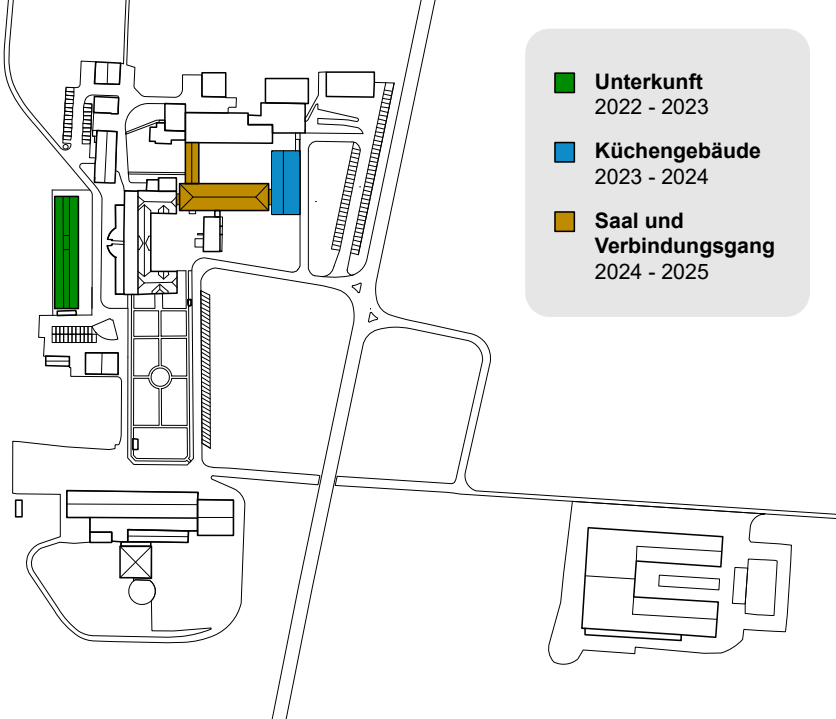 Unterkunft
2022 - 2023
Küchengebäude
2023 - 2024
Saal und
Verbindungsgang
2024 - 2025